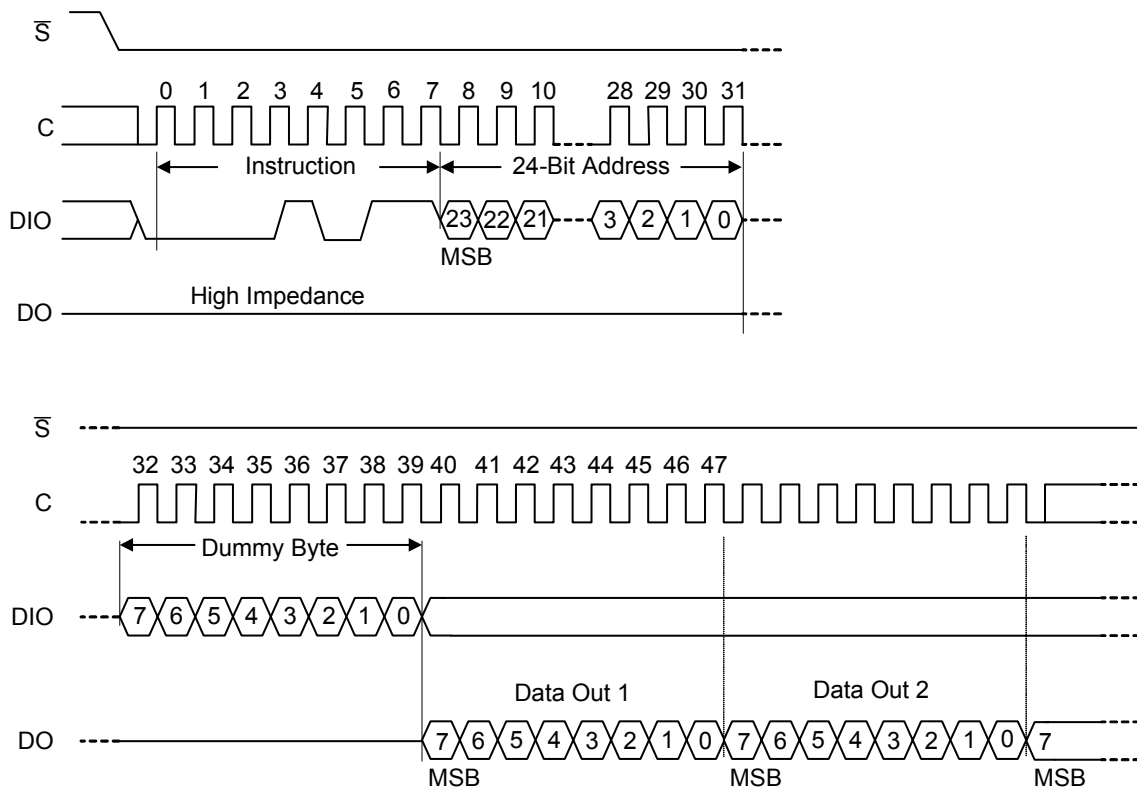 S̅
0 1 2 3 4 5 6 7 8 9 10 28 29 30 31
C
Instruction 24-Bit Address
DIO 23 22 21 3 2 1 0
MSB
High Impedance
DO
S̅
32 33 34 35 36 37 38 39 40 41 42 43 44 45 46 47
C
Dummy Byte
DIO 7 6 5 4 3 2 1 0
Data Out 1 Data Out 2
DO 7 6 5 4 3 2 1 0 7 6 5 4 3 2 1 0 7
MSB MSB MSB